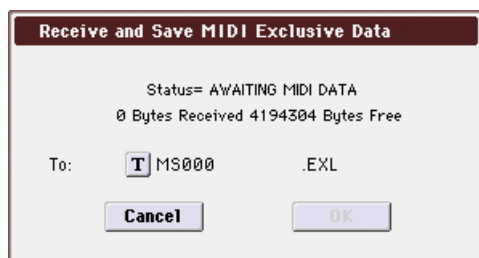 Receive and Save MIDI Exclusive Data
Status= AWAITING MIDI DATA
0 Bytes Received 4194304 Bytes Free
To: T MS000 .EXL
Cancel OK